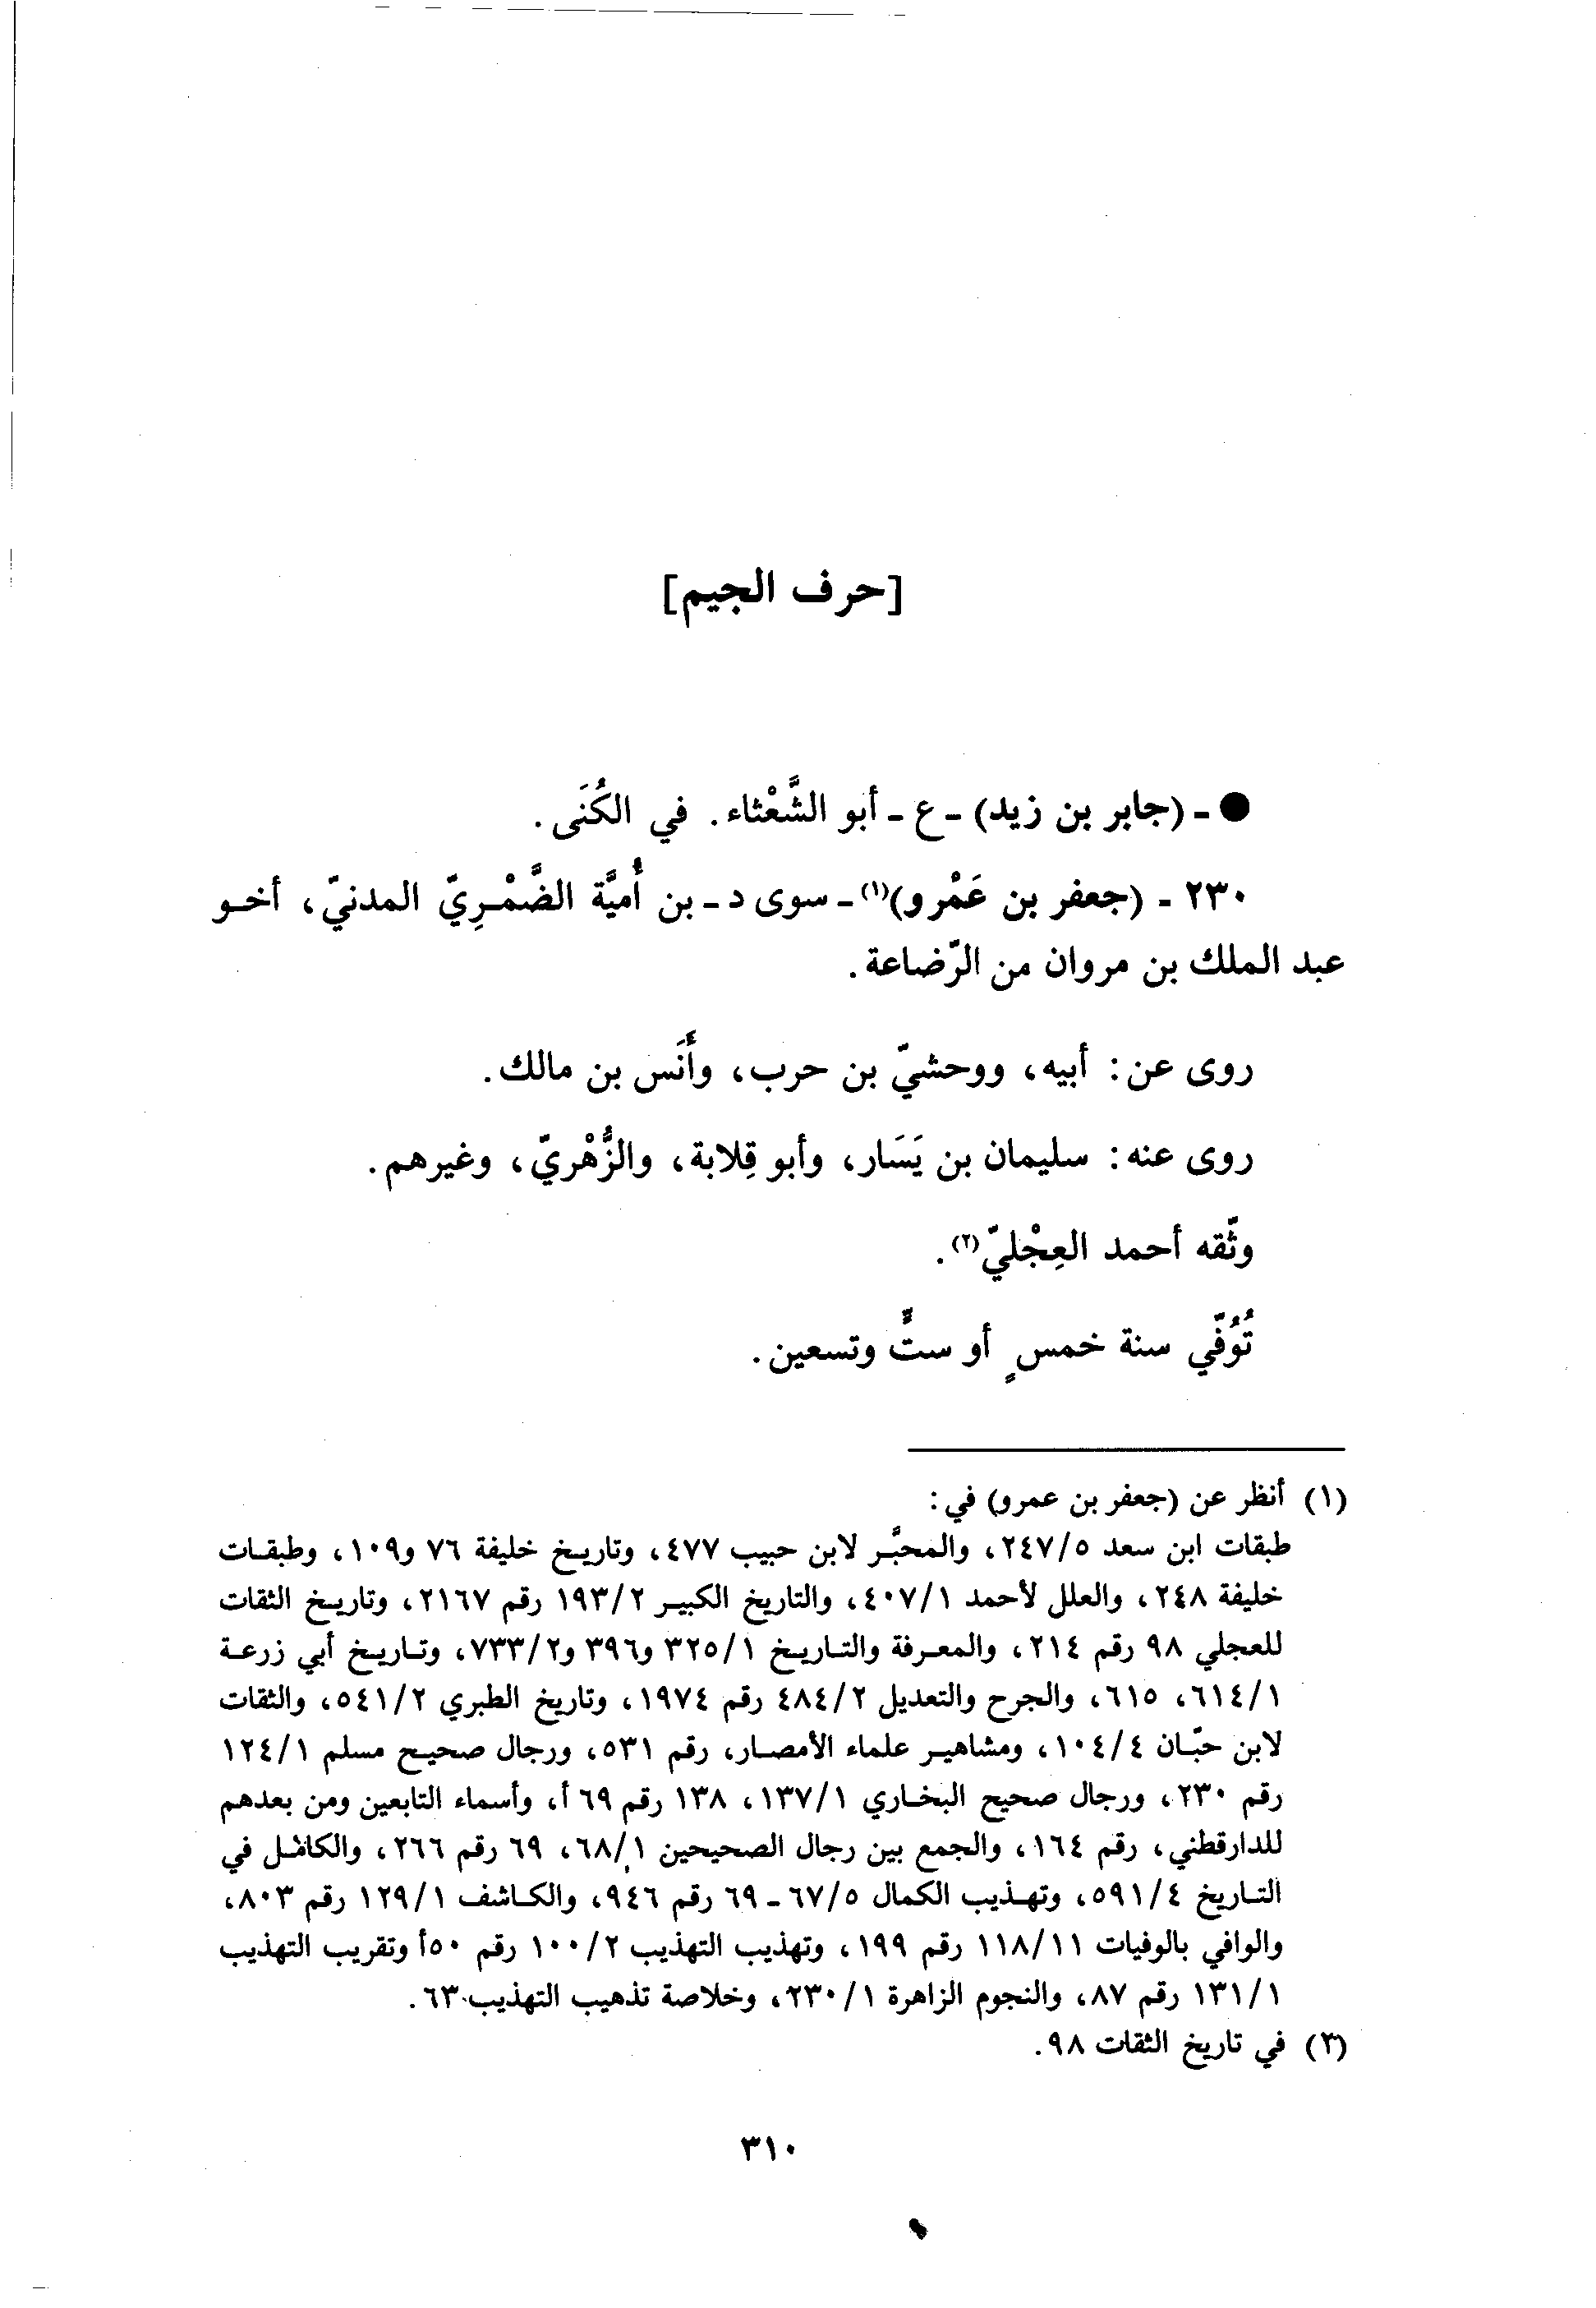 [حرف الجيم]
● - (جابر بن زيد) - ع - أبو الشَّعْثاء. في الكُنَى.
٢٣٠ - (جعفر بن عَمْرو)(١) - سوى د - بن أُميَّة الضَّمْرِيّ المدنيّ، أخو
عبد الملك بن مروان من الرّضاعة.
روى عن: أبيه، ووحشيّ بن حرب، وأَنَس بن مالك.
روى عنه: سليمان بن يَسَار، وأبو قِلابة، والزُّهْريّ، وغيرهم.
وثّقه أحمد العِجْليّ(٢).
تُوُفّي سنة خمسٍ أو ستٍّ وتسعين.
(١) أنظر عن (جعفر بن عمرو) في:
طبقات ابن سعد ٢٤٧/٥، والمحبَّر لابن حبيب ٤٧٧، وتاريخ خليفة ٧٦ و١٠٩، وطبقات
خليفة ٢٤٨، والعلل لأحمد ٤٠٧/١، والتاريخ الكبير ١٩٣/٢ رقم ٢١٦٧، وتاريخ الثقات
للعجلي ٩٨ رقم ٢١٤، والمعرفة والتاريخ ٣٢٥/١ و٣٩٦ و٧٣٣/٢، وتاريخ أبي زرعة
٦١٤/١، ٦١٥، والجرح والتعديل ٤٨٤/٢ رقم ١٩٧٤، وتاريخ الطبري ٥٤١/٢، والثقات
لابن حبّان ١٠٤/٤، ومشاهير علماء الأمصار، رقم ٥٣١، ورجال صحيح مسلم ١٢٤/١
رقم ٢٣٠، ورجال صحيح البخاري ١٣٧/١، ١٣٨ رقم ٦٩ أ، وأسماء التابعين ومن بعدهم
للدارقطني، رقم ١٦٤، والجمع بين رجال الصحيحين ٦٨/١، ٦٩ رقم ٢٦٦، والكامل في
التاريخ ٥٩١/٤، وتهذيب الكمال ٦٧/٥ - ٦٩ رقم ٩٤٦، والكاشف ١٢٩/١ رقم ٨٠٣،
والوافي بالوفيات ١١٨/١١ رقم ١٩٩، وتهذيب التهذيب ١٠٠/٢ رقم ٥٠أ وتقريب التهذيب
١٣١/١ رقم ٨٧، والنجوم الزاهرة ٢٣٠/١، وخلاصة تذهيب التهذيب ٦٣.
(٢) في تاريخ الثقات ٩٨.
٣١٠